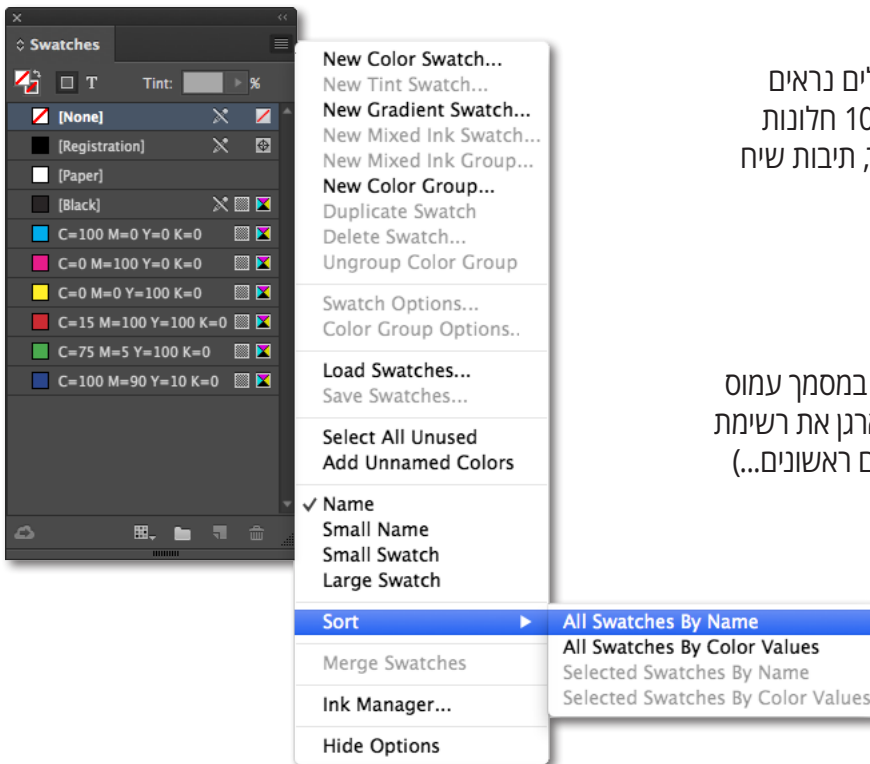 Swatches
T Tint: %
[None]
[Registration]
[Paper]
[Black]
C=100 M=0 Y=0 K=0
C=0 M=100 Y=0 K=0
C=0 M=0 Y=100 K=0
C=15 M=100 Y=100 K=0
C=75 M=5 Y=100 K=0
C=100 M=90 Y=10 K=0
New Color Swatch...
New Tint Swatch...
New Gradient Swatch...
New Mixed Ink Swatch...
New Mixed Ink Group...
New Color Group...
Duplicate Swatch
Delete Swatch...
Ungroup Color Group
Swatch Options...
Color Group Options..
Load Swatches...
Save Swatches...
Select All Unused
Add Unnamed Colors
✓ Name
Small Name
Small Swatch
Large Swatch
Sort
Merge Swatches
Ink Manager...
Hide Options
All Swatches By Name
All Swatches By Color Values
Selected Swatches By Name
Selected Swatches By Color Values
נראים
10 חלונות
תיבות שיח
במסמך עמוס
את רשימת
ראשונים...)